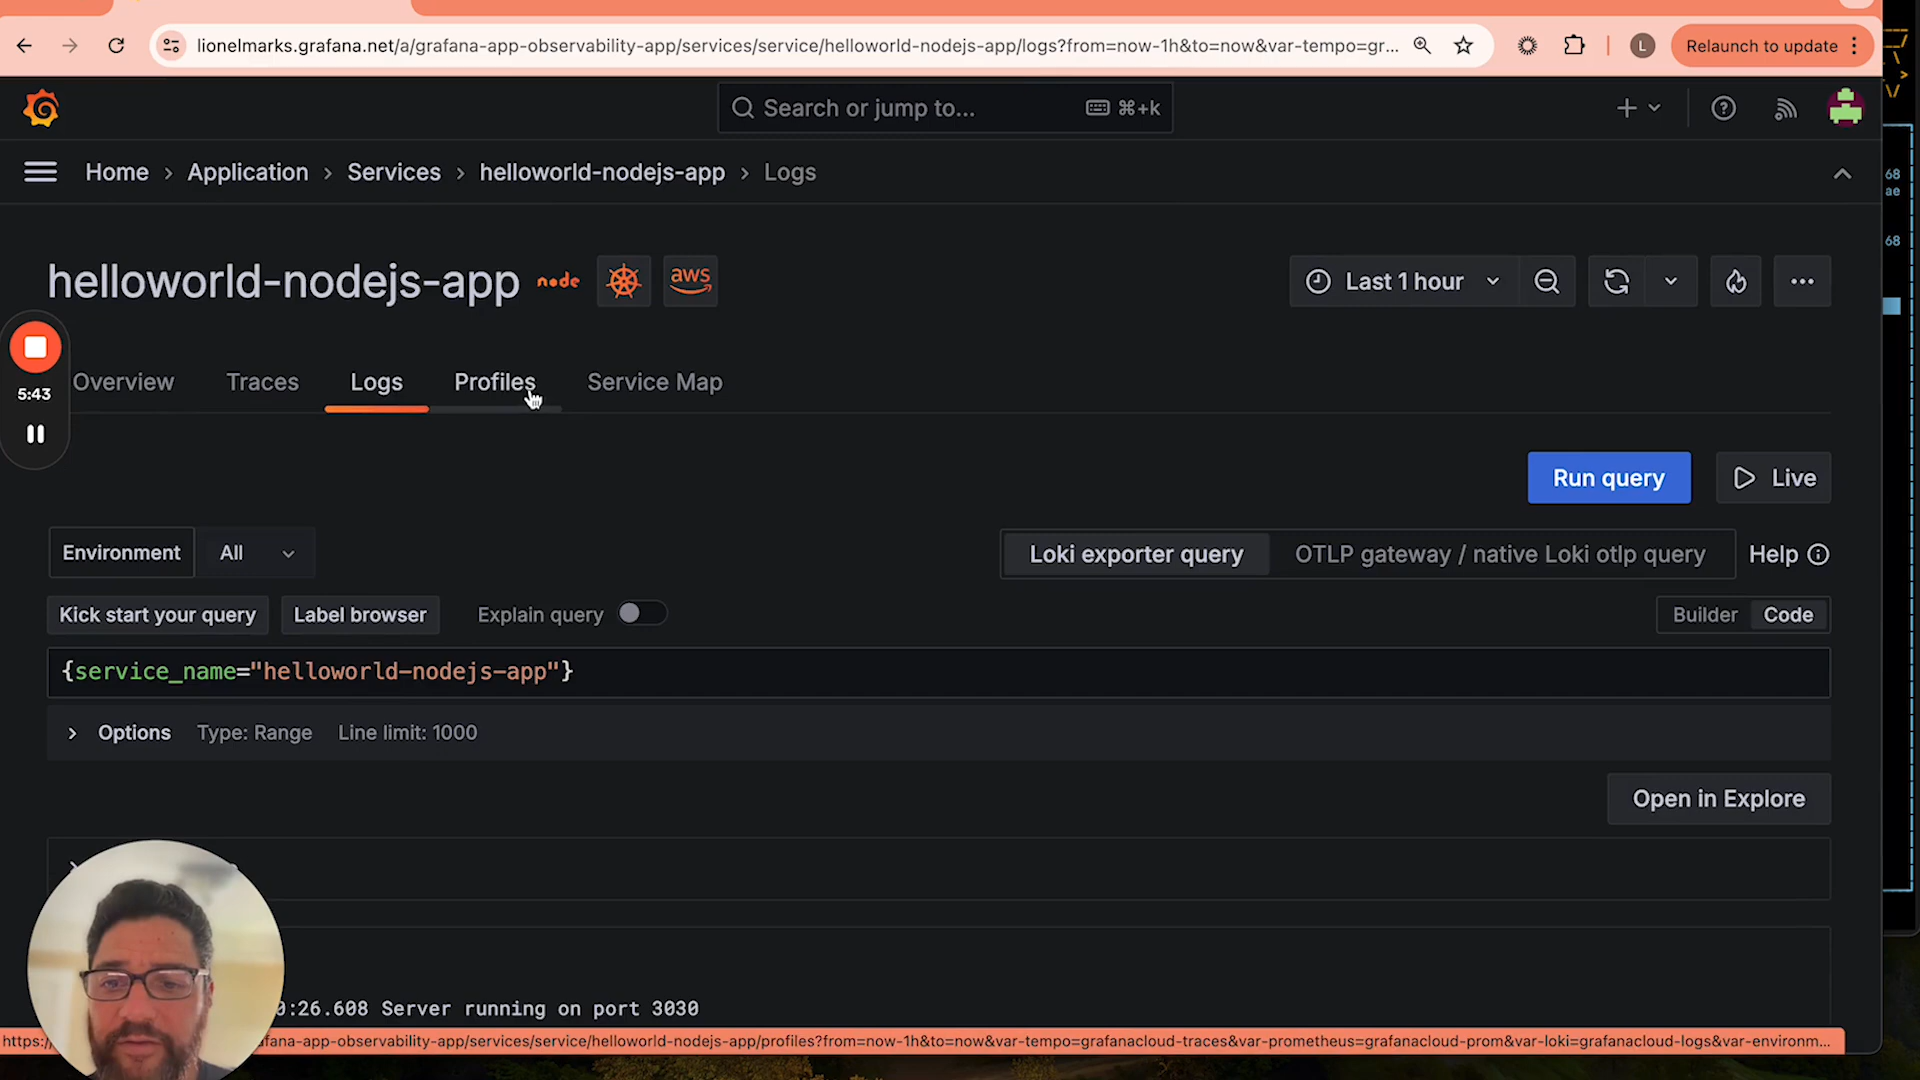 lionelmarks.grafana.net/a/grafana-app-observability-app/services/service/helloworld-nodejs-app/logs?from=now-1h&to=now&var-tempo=gr...
L
Relaunch to update
Search or jump to...
⌘+k
Home > Application > Services > helloworld-nodejs-app > Logs
helloworld-nodejs-app
node
aws
Last 1 hour
5:43
Overview
Traces
Logs
Profiles
Service Map
Run query
Live
Environment
All
Loki exporter query
OTLP gateway / native Loki otlp query
Help
Kick start your query
Label browser
Explain query
Builder
Code
{service_name="helloworld-nodejs-app"}
Options
Type: Range
Line limit: 1000
Open in Explore
0:26.608 Server running on port 3030
https:/
afana-app-observability-app/services/service/helloworld-nodejs-app/profiles?from=now-1h&to=now&var-tempo=grafanacloud-traces&var-prometheus=grafanacloud-prom&var-loki=grafanacloud-logs&var-environm...
68
ae
68